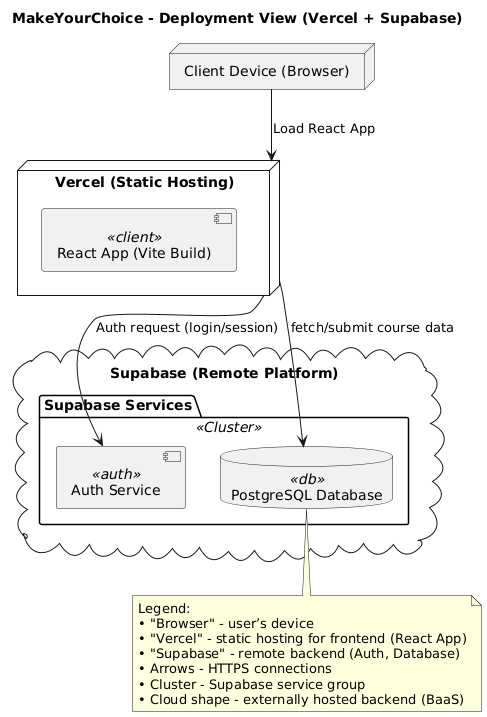 MakeYourChoice - Deployment View (Vercel + Supabase)
Client Device (Browser)
Load React App
Vercel (Static Hosting)
«client»
React App (Vite Build)
Auth request (login/session)
fetch/submit course data
Supabase (Remote Platform)
Supabase Services
«Cluster»
«auth»
Auth Service
«db»
PostgreSQL Database
Legend:
• "Browser" - user’s device
• "Vercel" - static hosting for frontend (React App)
• "Supabase" - remote backend (Auth, Database)
• Arrows - HTTPS connections
• Cluster - Supabase service group
• Cloud shape - externally hosted backend (BaaS)